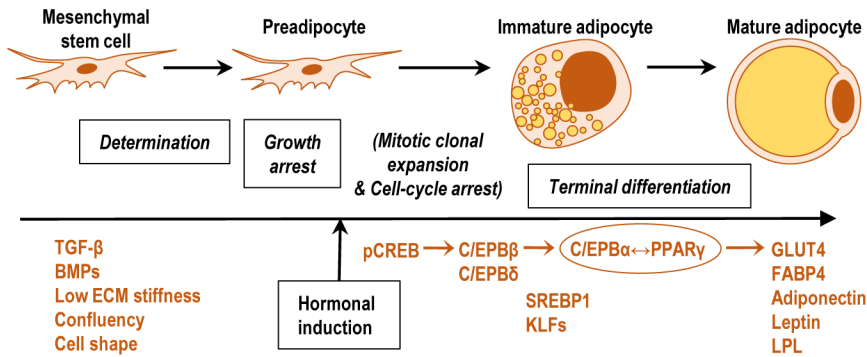 Mesenchymal
stem cell
Preadipocyte
Immature adipocyte
Mature adipocyte
Determination
Growth
arrest
(Mitotic clonal
expansion
& Cell-cycle arrest)
Terminal differentiation
TGF-β
BMPs
Low ECM stiffness
Confluency
Cell shape
Hormonal
induction
pCREB
C/EPBβ
C/EPBδ
C/EPBα↔PPARγ
SREBP1
KLFs
GLUT4
FABP4
Adiponectin
Leptin
LPL